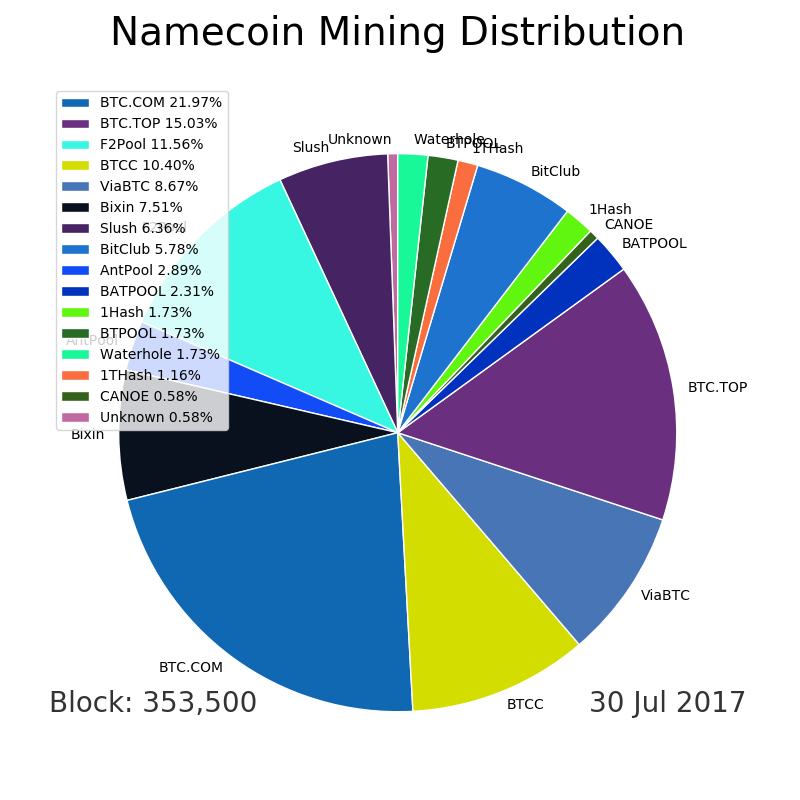 Namecoin Mining Distribution
BTC.COM 21.97%
BTC.TOP 15.03%
F2Pool 11.56%
BTCC 10.40%
ViaBTC 8.67%
Bixin 7.51%
Slush 6.36%
BitClub 5.78%
AntPool 2.89%
BATPOOL 2.31%
1Hash 1.73%
BTPOOL 1.73%
Waterhole 1.73%
1THash 1.16%
CANOE 0.58%
Unknown 0.58%
Slush
Unknown
Waterhole
BTPOOL
1THash
BitClub
1Hash
CANOE
BATPOOL
BTC.TOP
ViaBTC
BTCC
BTC.COM
Bixin
AntPool
Block: 353,500
30 Jul 2017